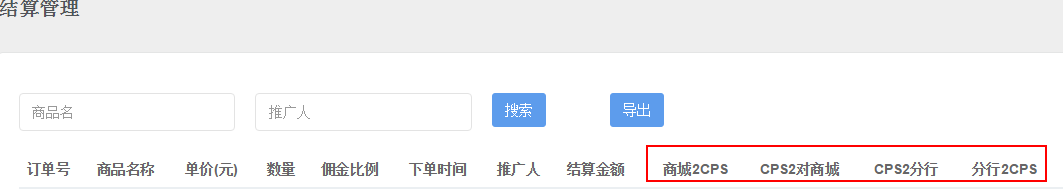 结算管理
商品名 推广人 搜索 导出
订单号 商品名称 单价(元) 数量 佣金比例 下单时间 推广人 结算金额 商城2CPS CPS2对商城 CPS2分行 分行2CPS